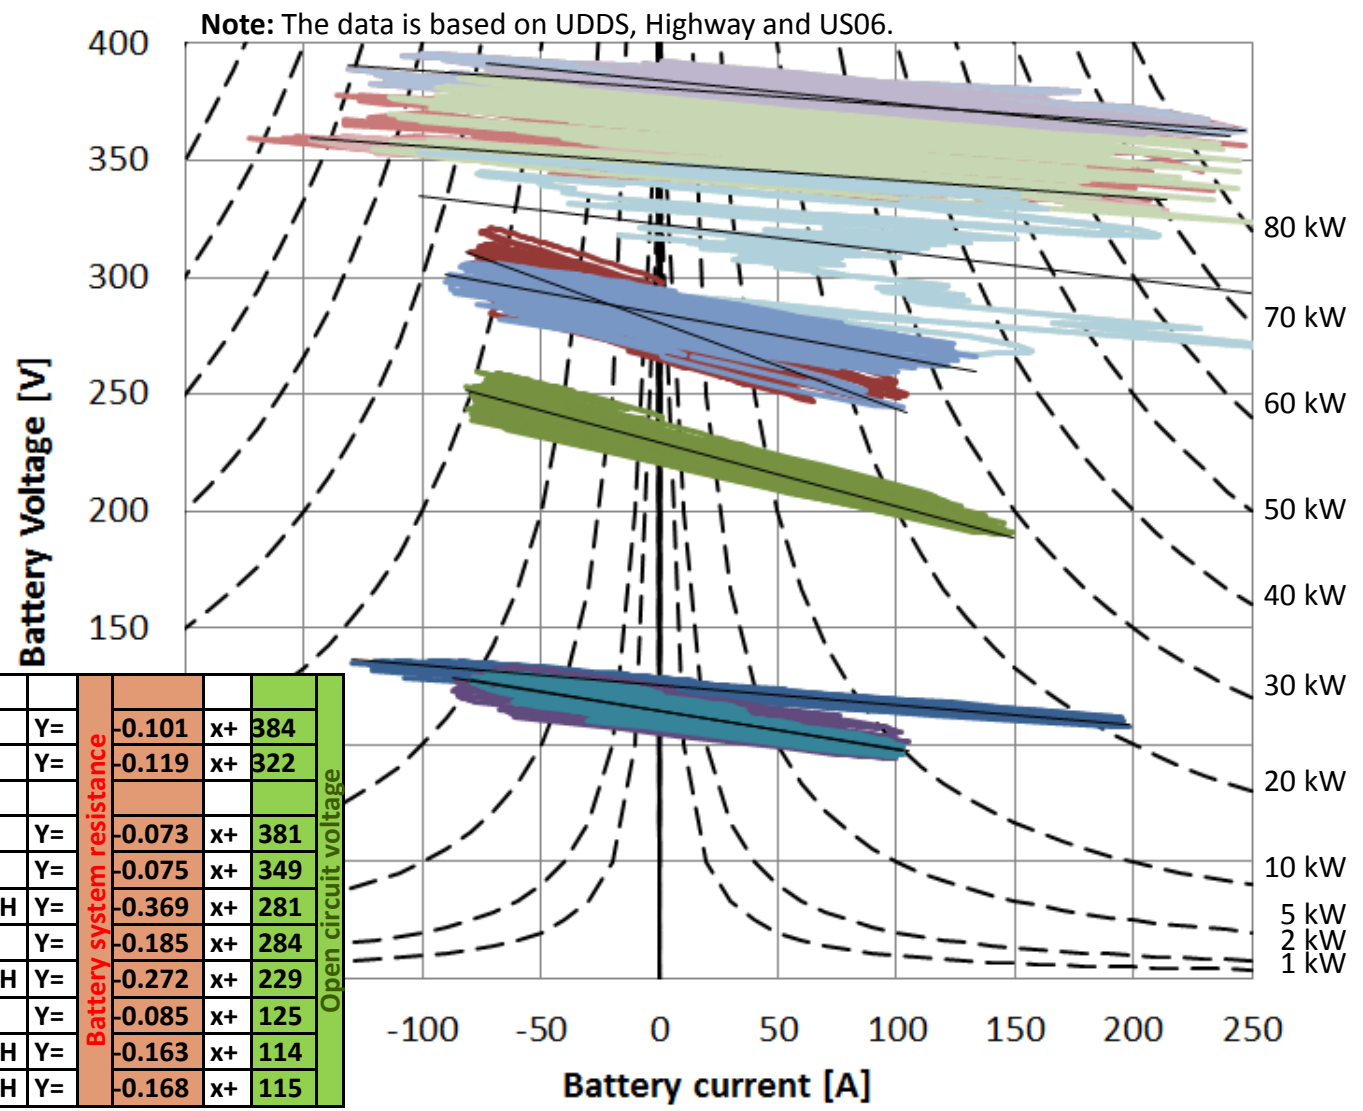 Note: The data is based on UDDS, Highway and US06.
400
350
300
250
200
150
Battery Voltage [V]
80 kW
70 kW
60 kW
50 kW
40 kW
30 kW
20 kW
10 kW
5 kW
2 kW
1 kW
Y= -0.101 x+ 384
Y= -0.119 x+ 322
Y= -0.073 x+ 381
Y= -0.075 x+ 349
H Y= -0.369 x+ 281
Y= -0.185 x+ 284
H Y= -0.272 x+ 229
Y= -0.085 x+ 125
H Y= -0.163 x+ 114
H Y= -0.168 x+ 115
Battery system resistance
Open circuit voltage
-100 -50 0 50 100 150 200 250
Battery current [A]